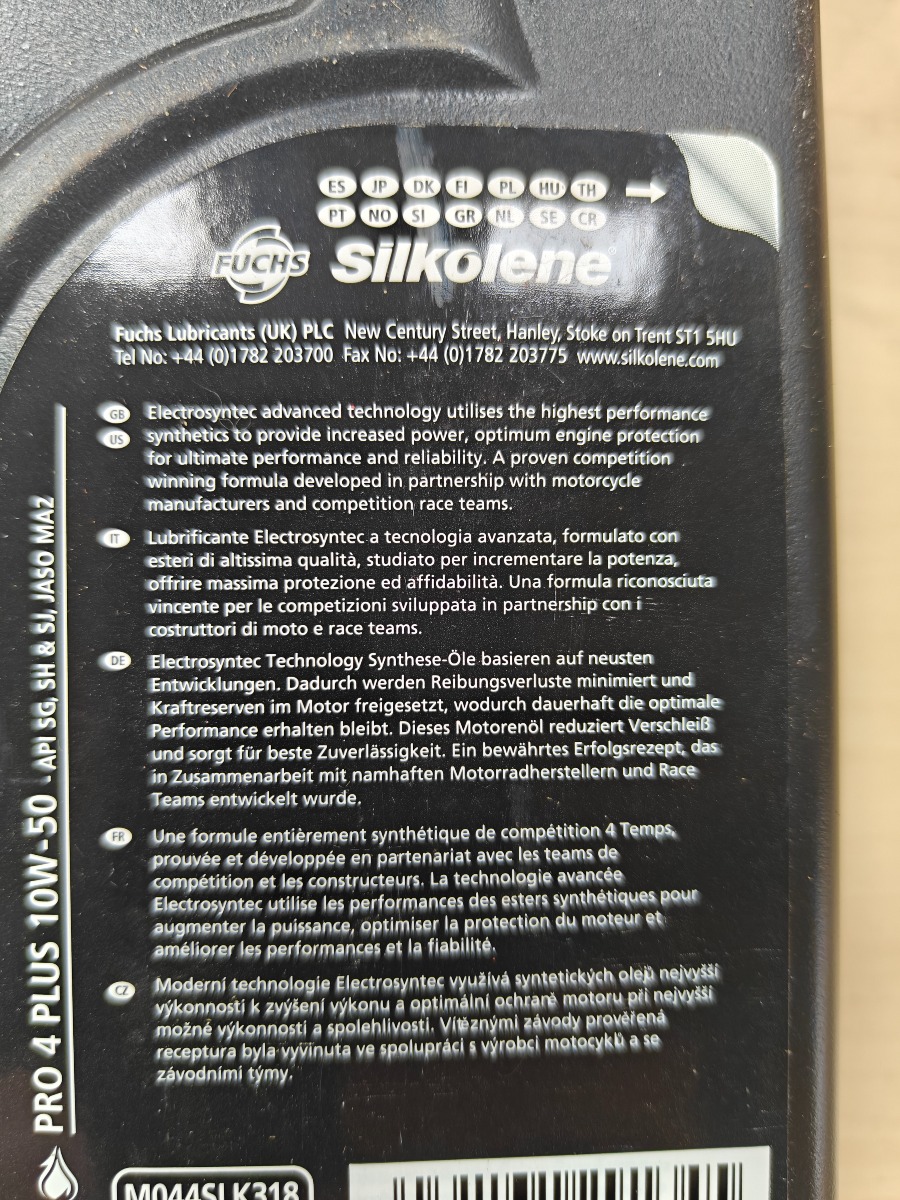 ES JP DK FI PL HU TH
PT NO SI GR NL SE CR
FUCHS Silkolene
Fuchs Lubricants (UK) PLC New Century Street, Hanley, Stoke on Trent ST1 5HU
Tel No: +44 (0)1782 203700 Fax No: +44 (0)1782 203775 www.silkolene.com
GB Electrosyntec advanced technology utilises the highest performance
US synthetics to provide increased power, optimum engine protection
for ultimate performance and reliability. A proven competition
winning formula developed in partnership with motorcycle
manufacturers and competition race teams.
IT Lubrificante Electrosyntec a tecnologia avanzata, formulato con
esteri di altissima qualità, studiato per incrementare la potenza,
offrire massima protezione ed affidabilità. Una formula riconosciuta
vincente per le competizioni sviluppata in partnership con i
costruttori di moto e race teams.
DE Electrosyntec Technology Synthese-Öle basieren auf neusten
Entwicklungen. Dadurch werden Reibungsverluste minimiert und
Kraftreserven im Motor freigesetzt, wodurch dauerhaft die optimale
Performance erhalten bleibt. Dieses Motorenöl reduziert Verschleiß
und sorgt für beste Zuverlässigkeit. Ein bewährtes Erfolgsrezept, das
in Zusammenarbeit mit namhaften Motorradherstellern und Race
Teams entwickelt wurde.
FR Une formule entièrement synthétique de compétition 4 Temps,
prouvée et développée en partenariat avec les teams de
compétition et les constructeurs. La technologie avancée
Electrosyntec utilise les performances des esters synthétiques pour
augmenter la puissance, optimiser la protection du moteur et
améliorer les performances et la fiabilité.
CZ Moderní technologie Electrosyntec využívá syntetických olejů nejvyšší
výkonnosti k zvýšení výkonu a optimální ochraně motoru při nejvyšší
možné výkonnosti a spolehlivosti. Vítěznými závody prověřená
receptura byla vyvinuta ve spolupráci s výrobci motocyklů a se
závodními týmy.
PRO 4 PLUS 10W-50 - API SG, SH & SJ, JASO MA2
M044SLK318